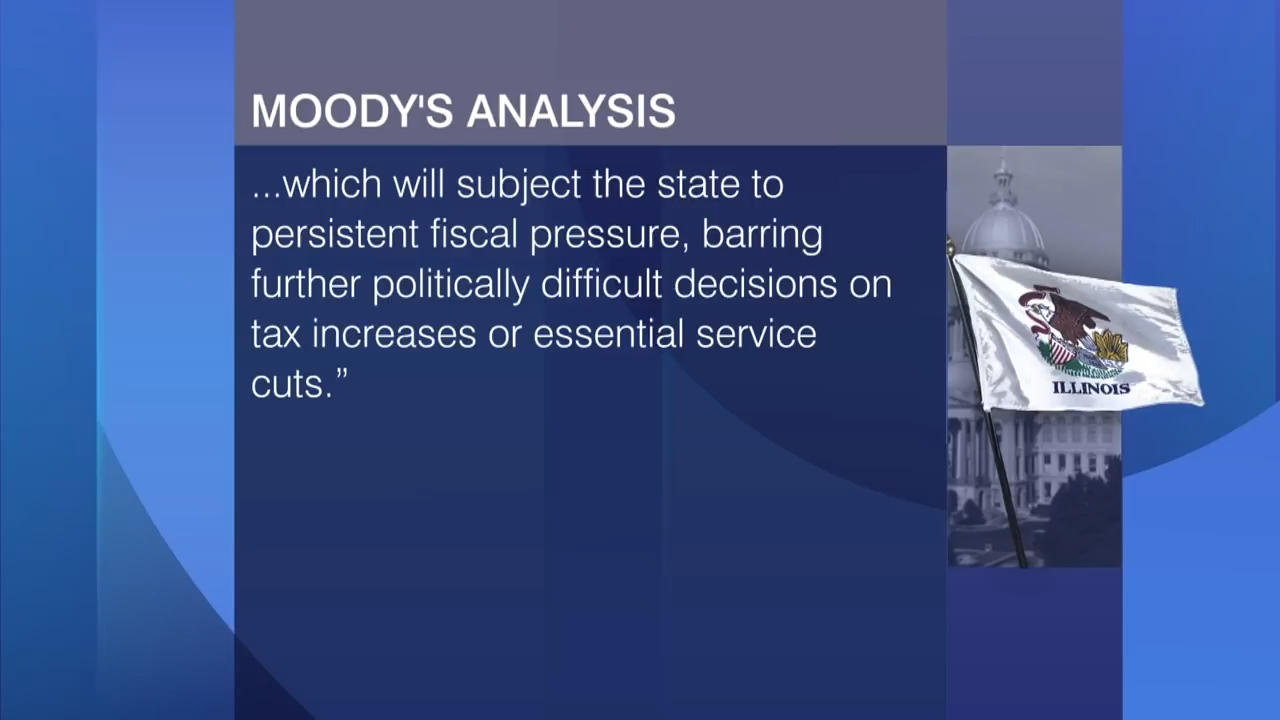 MOODY'S ANALYSIS
...which will subject the state to
persistent fiscal pressure, barring
further politically difficult decisions on
tax increases or essential service
cuts.”
ILLINOIS